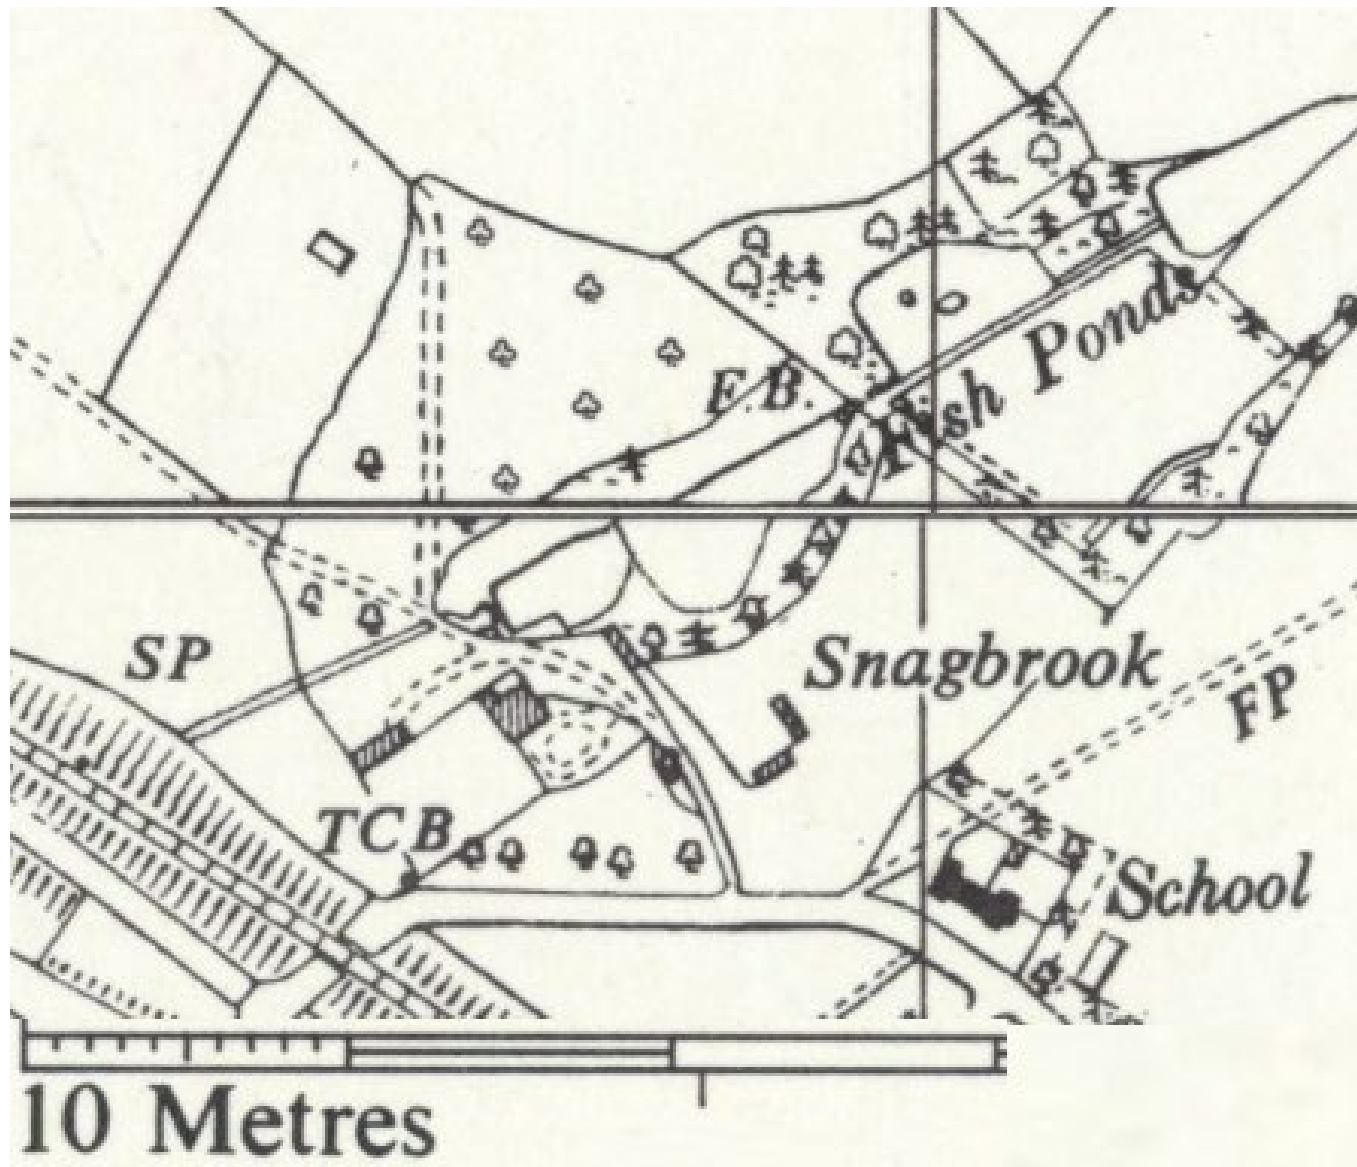 F.B.
Fish Ponds
SP
Snagbrook
FP
TCB
School
10 Metres